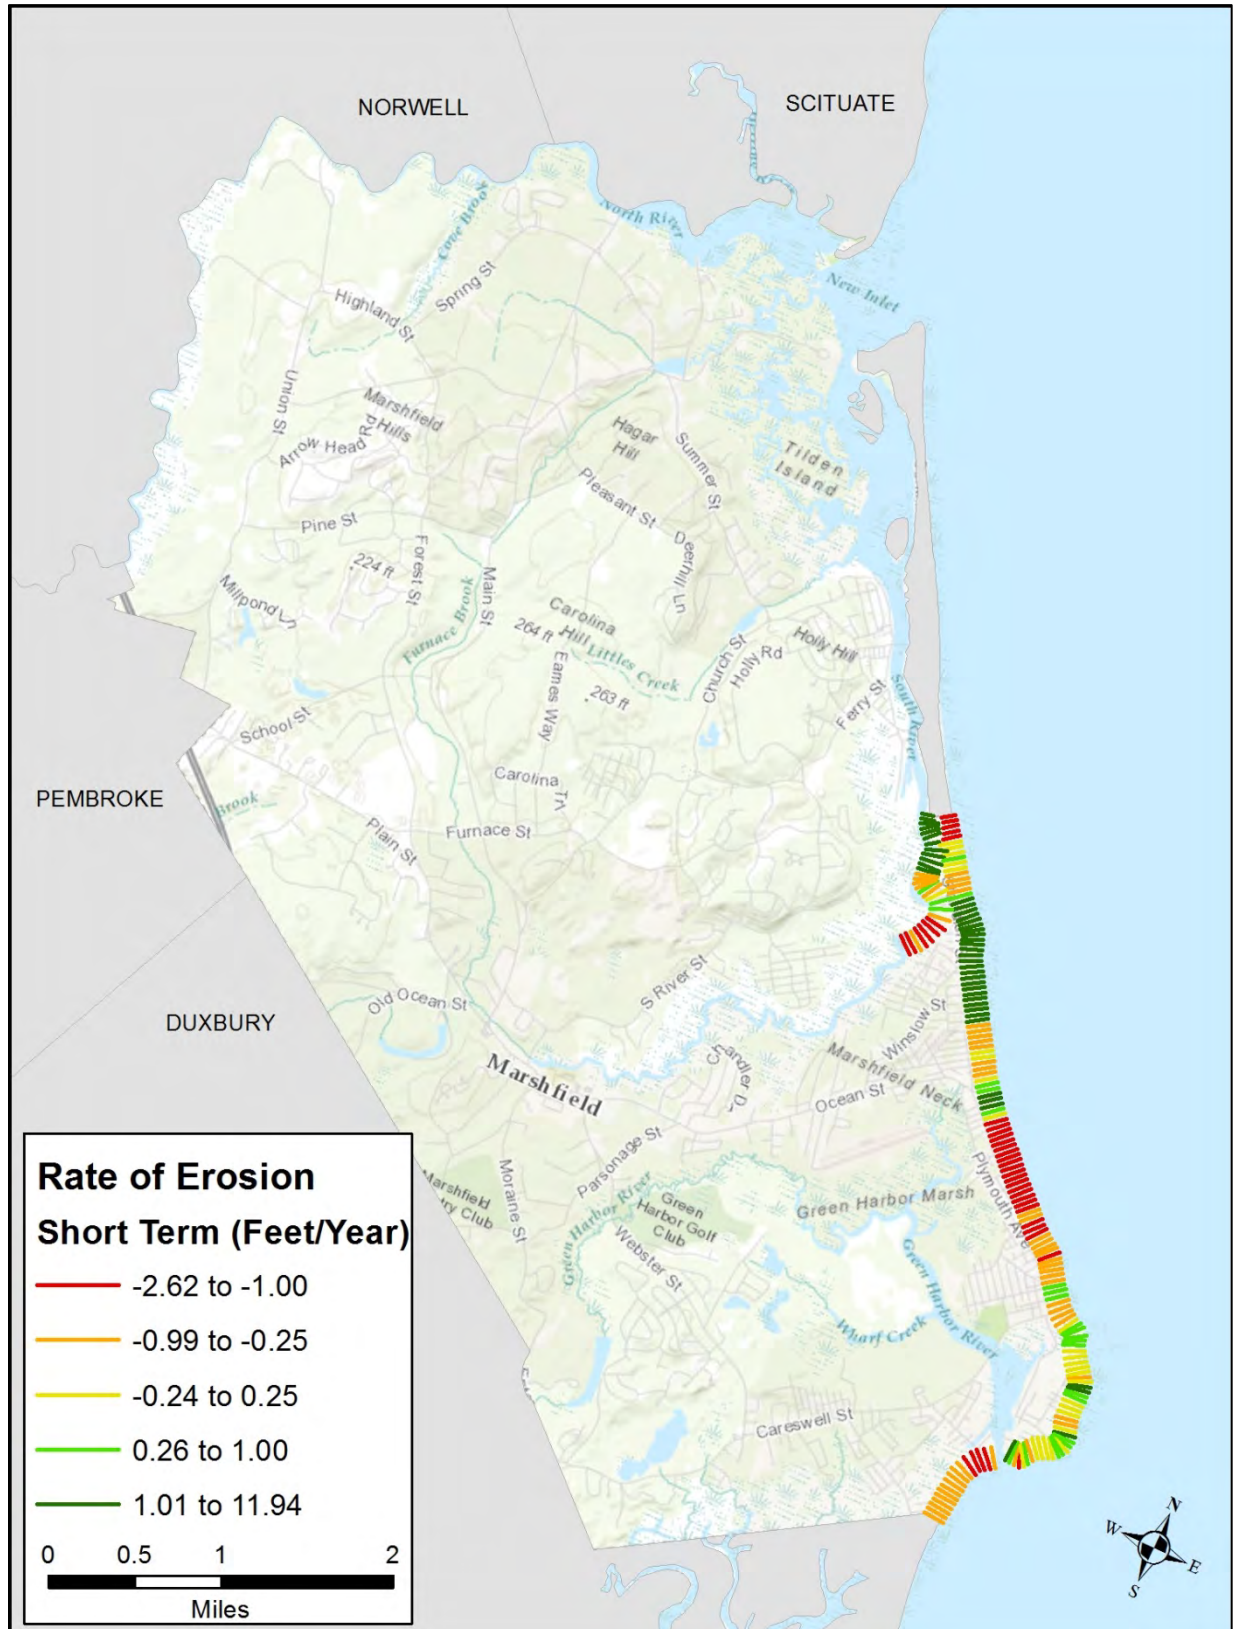 NORWELL
SCITUATE
North River
Cove Brook
Spring St
New Inlet
Highland St
Union St
Marshfield
Hills
Arrow Head Rd
Hagar
Hill
Summer St
Tilden
Island
Pleasant St
Deerhill Ln
Pine St
Forest St
224 ft
Main St
Millpond Ln
Furnace Brook
Carolina
Hill
264 ft
Littles Creek
Church St
Holly Rd
Holly Hill
Eames Way
263 ft
Ferry St
South River
School St
PEMBROKE
Brook
Carolina Trl
Furnace St
Plain St
S River St
Old Ocean St
DUXBURY
Winslow St
Marshfield
Marshfield Neck
Ocean St
Parsonage St
Plymouth Ave
Moraine St
Green Harbor River
Green
Harbor Golf
Club
Green Harbor Marsh
Webster St
Green Harbor River
Wharf Creek
Careswell St
Marshfield
ry Club
Rate of Erosion
Short Term (Feet/Year)
-2.62 to -1.00
-0.99 to -0.25
-0.24 to 0.25
0.26 to 1.00
1.01 to 11.94
0 0.5 1 2
Miles
N
W
E
S